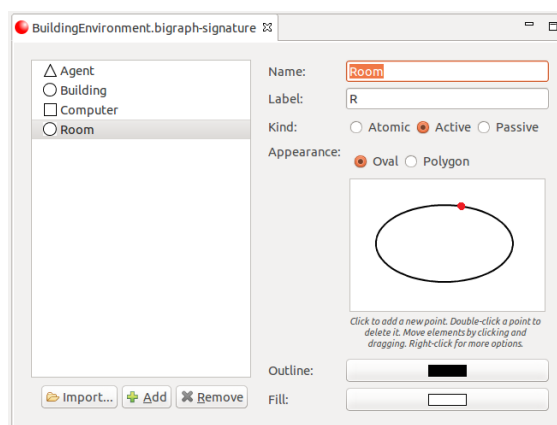 BuildingEnvironment.bigraph-signature
Agent
Building
Computer
Room
Name: Room
Label: R
Kind: Atomic Active Passive
Appearance:
Oval Polygon
Click to add a new point. Double-click a point to
delete it. Move elements by clicking and
dragging. Right-click for more options.
Outline:
Import... Add Remove Fill: